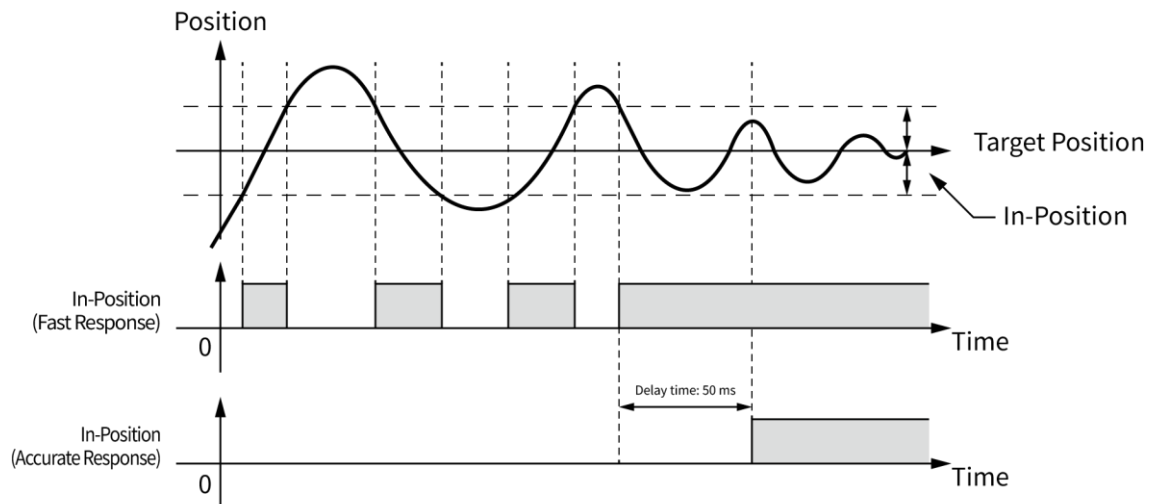 Position
Target Position
In-Position
In-Position
(Fast Response)
0
Time
Delay time: 50 ms
In-Position
(Accurate Response)
0
Time